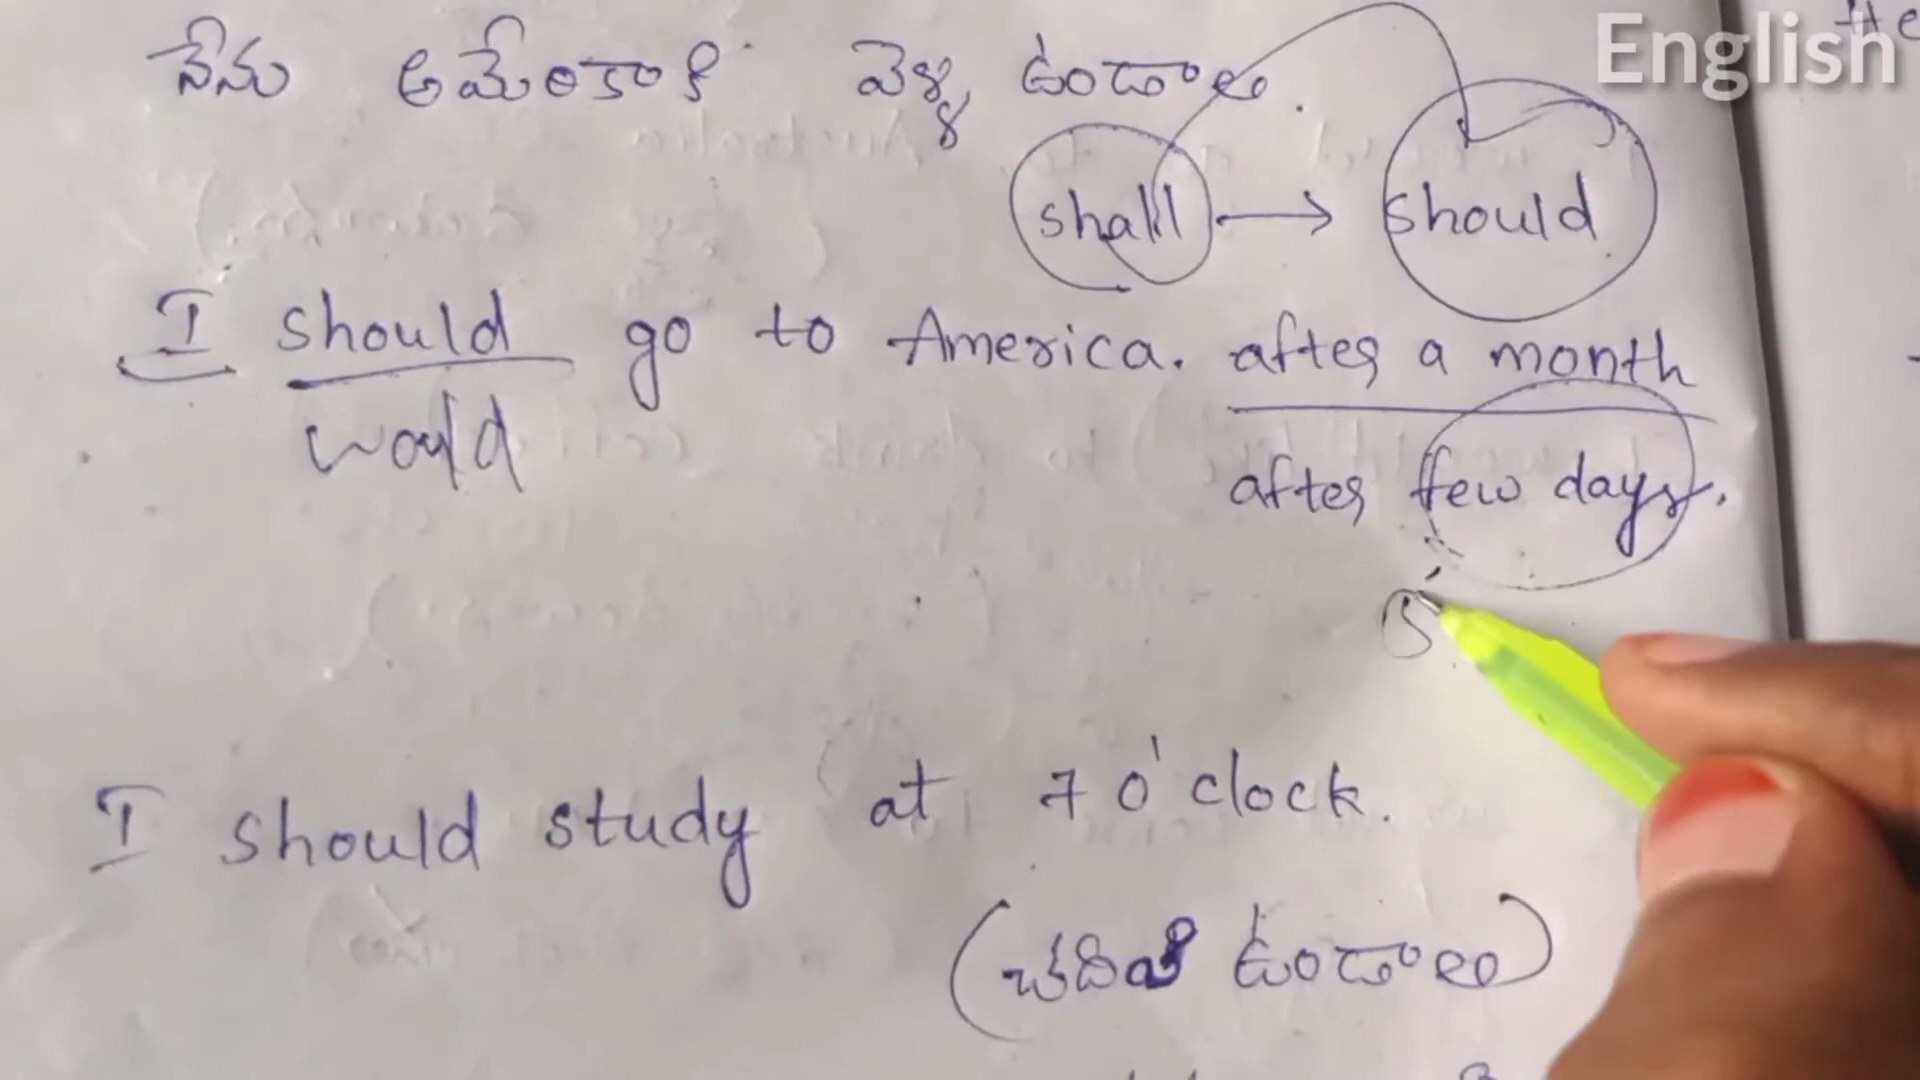 English
నేను అమేరికాకి వెళ్ళి ఉండాలి.
shall → should
I should go to America. after a month
would after few days.
I should study at 7 o'clock.
(చదివి ఉండాలి)